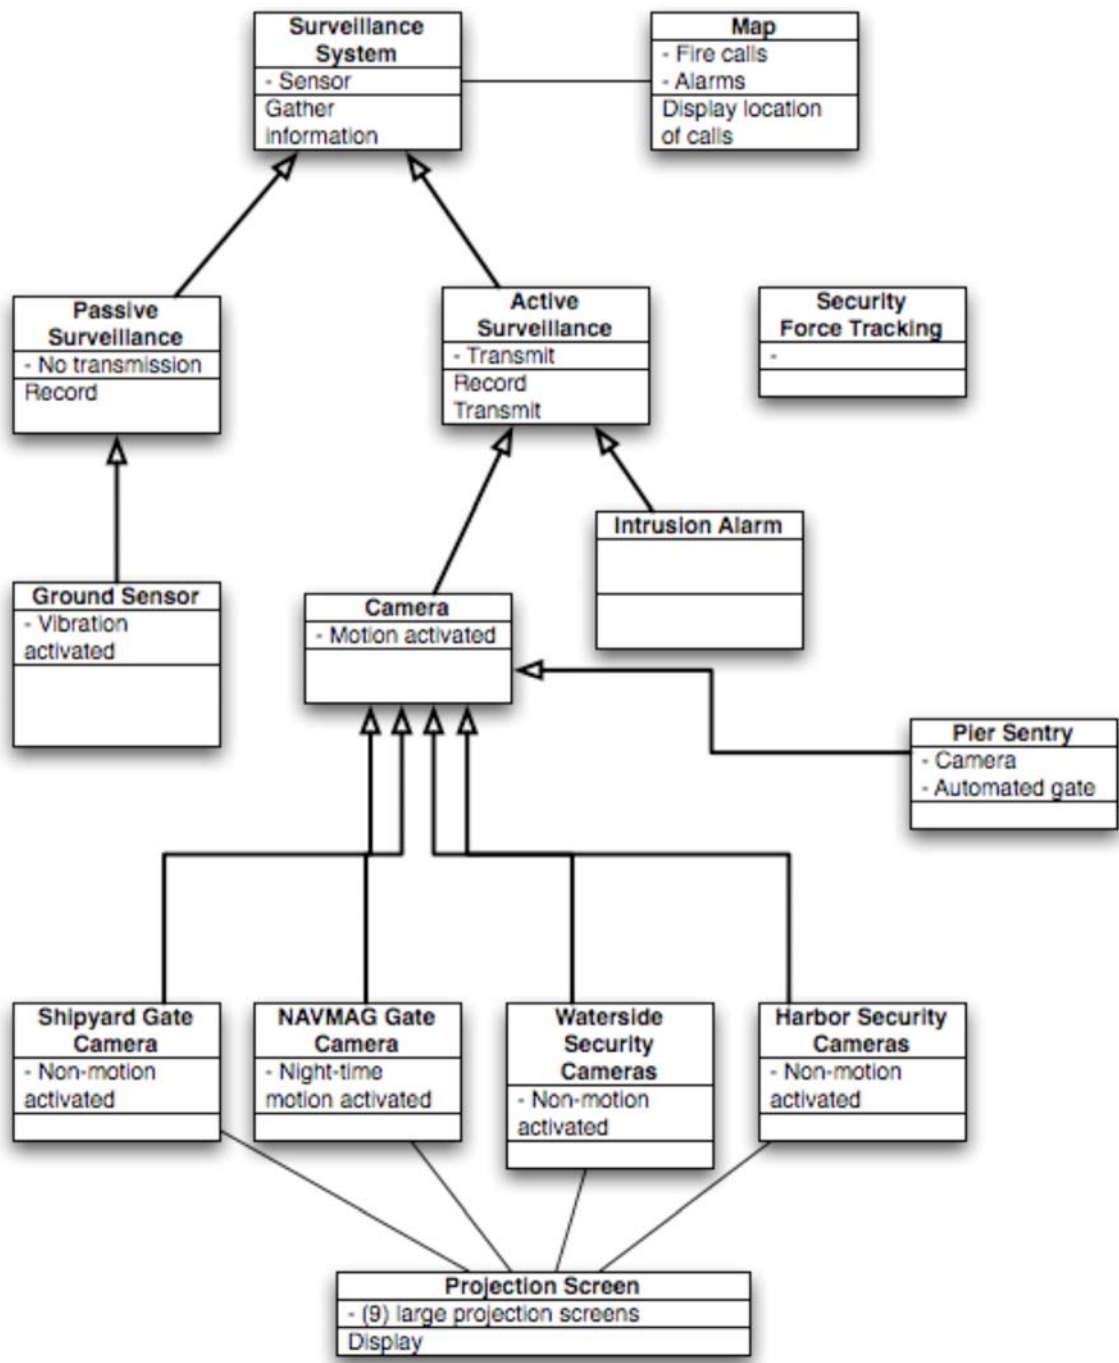 Surveillance
System
- Sensor
Gather
information
Map
- Fire calls
- Alarms
Display location
of calls
Passive
Surveillance
- No transmission
Record
Active
Surveillance
- Transmit
Record
Transmit
Security
Force Tracking
-
Intrusion Alarm
Ground Sensor
- Vibration
activated
Camera
- Motion activated
Pier Sentry
- Camera
- Automated gate
Shipyard Gate
Camera
- Non-motion
activated
NAVMAG Gate
Camera
- Night-time
motion activated
Waterside
Security
Cameras
- Non-motion
activated
Harbor Security
Cameras
- Non-motion
activated
Projection Screen
- (9) large projection screens
Display